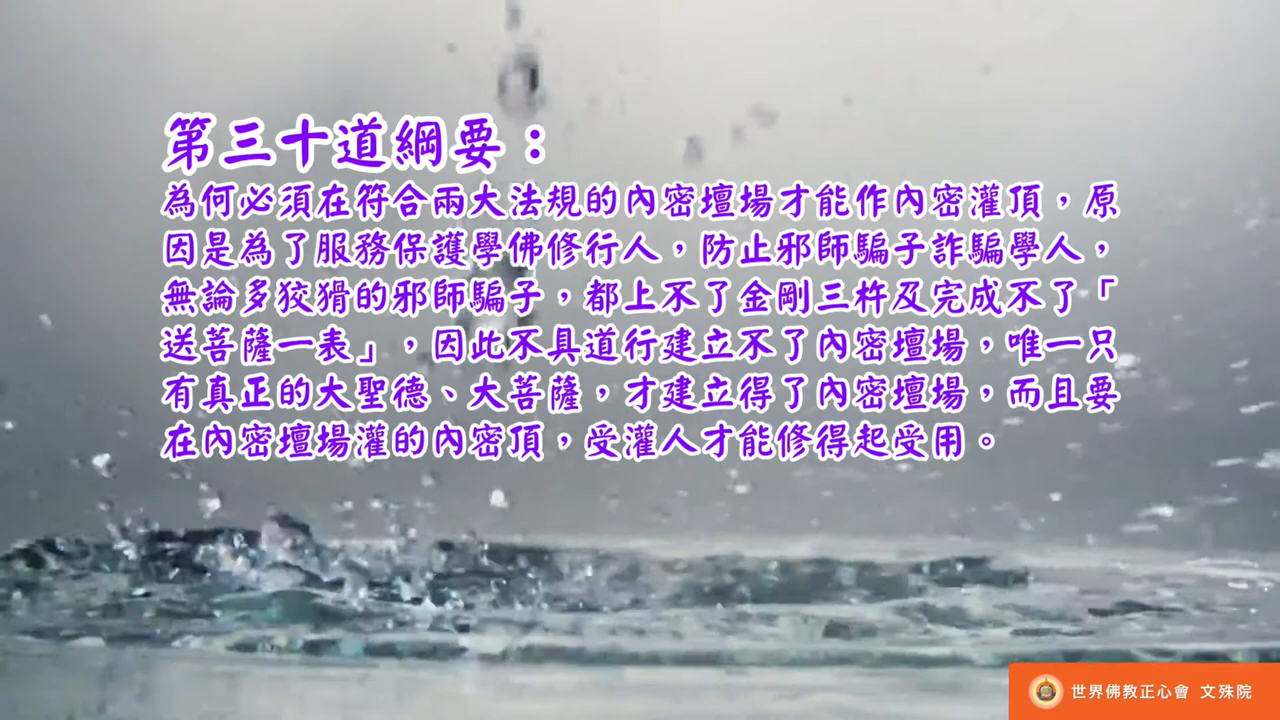 第三十道綱要：
為何必須在符合兩大法規的內密壇場才能作內密灌頂，原
因是為了服務保護學佛修行人，防止邪師騙子詐騙學人，
無論多狡猾的邪師騙子，都上不了金剛三杵及完成不了「
送菩薩一表」，因此不具道行建立不了內密壇場，唯一只
有真正的大聖德、大菩薩，才建立得了內密壇場，而且要
在內密壇場灌的內密頂，受灌人才能修得起受用。
世界佛教正心會 文殊院